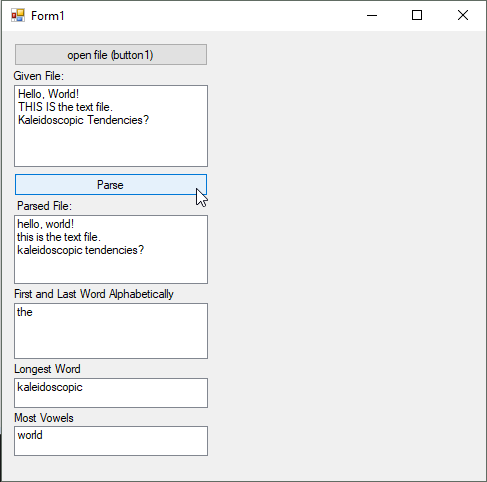 Form1
open file (button1)
Given File:
Hello, World!
THIS IS the text file.
Kaleidoscopic Tendencies?
Parse
Parsed File:
hello, world!
this is the text file.
kaleidoscopic tendencies?
First and Last Word Alphabetically
the
Longest Word
kaleidoscopic
Most Vowels
world